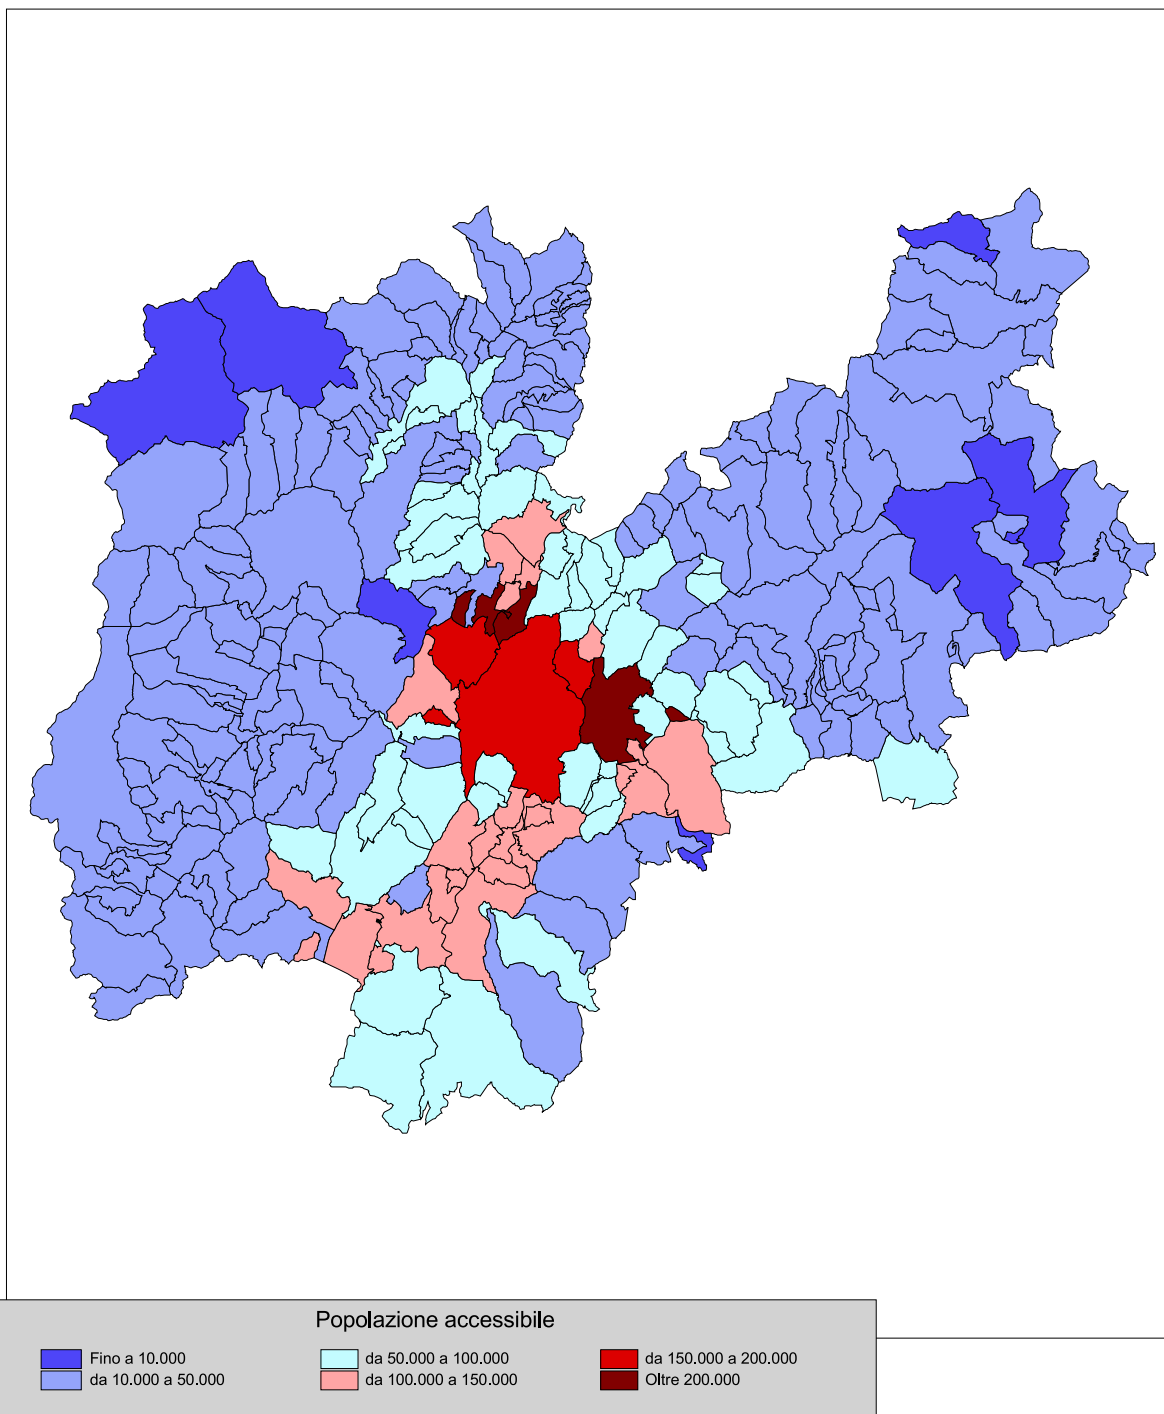 Popolazione accessibile
Fino a 10.000
da 10.000 a 50.000
da 50.000 a 100.000
da 100.000 a 150.000
da 150.000 a 200.000
Oltre 200.000